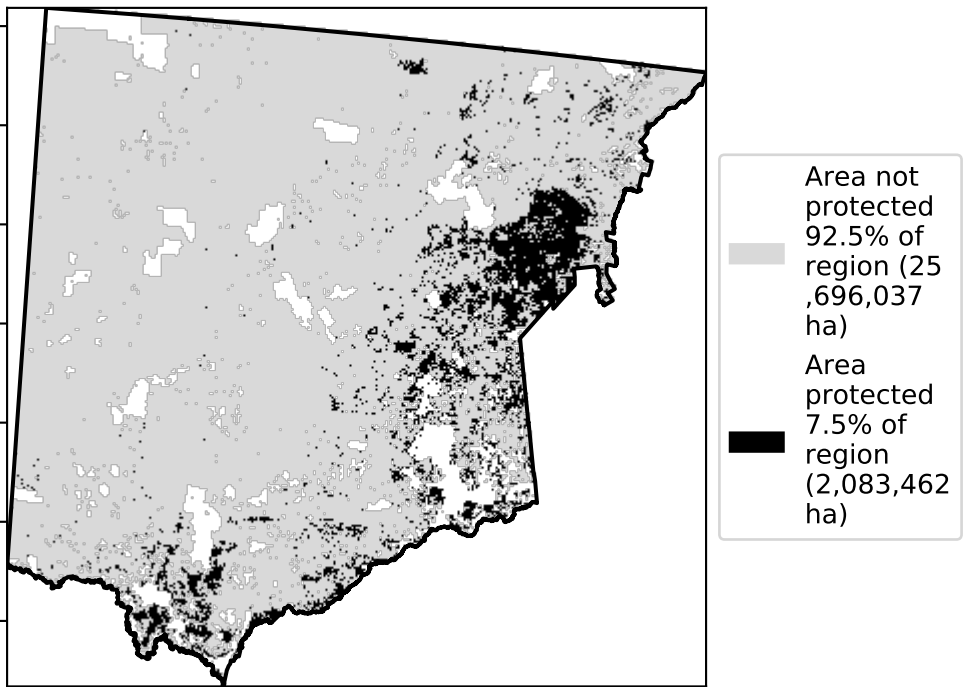 Area not
protected
92.5% of
region (25
,696,037
ha)
Area
protected
7.5% of
region
(2,083,462
ha)